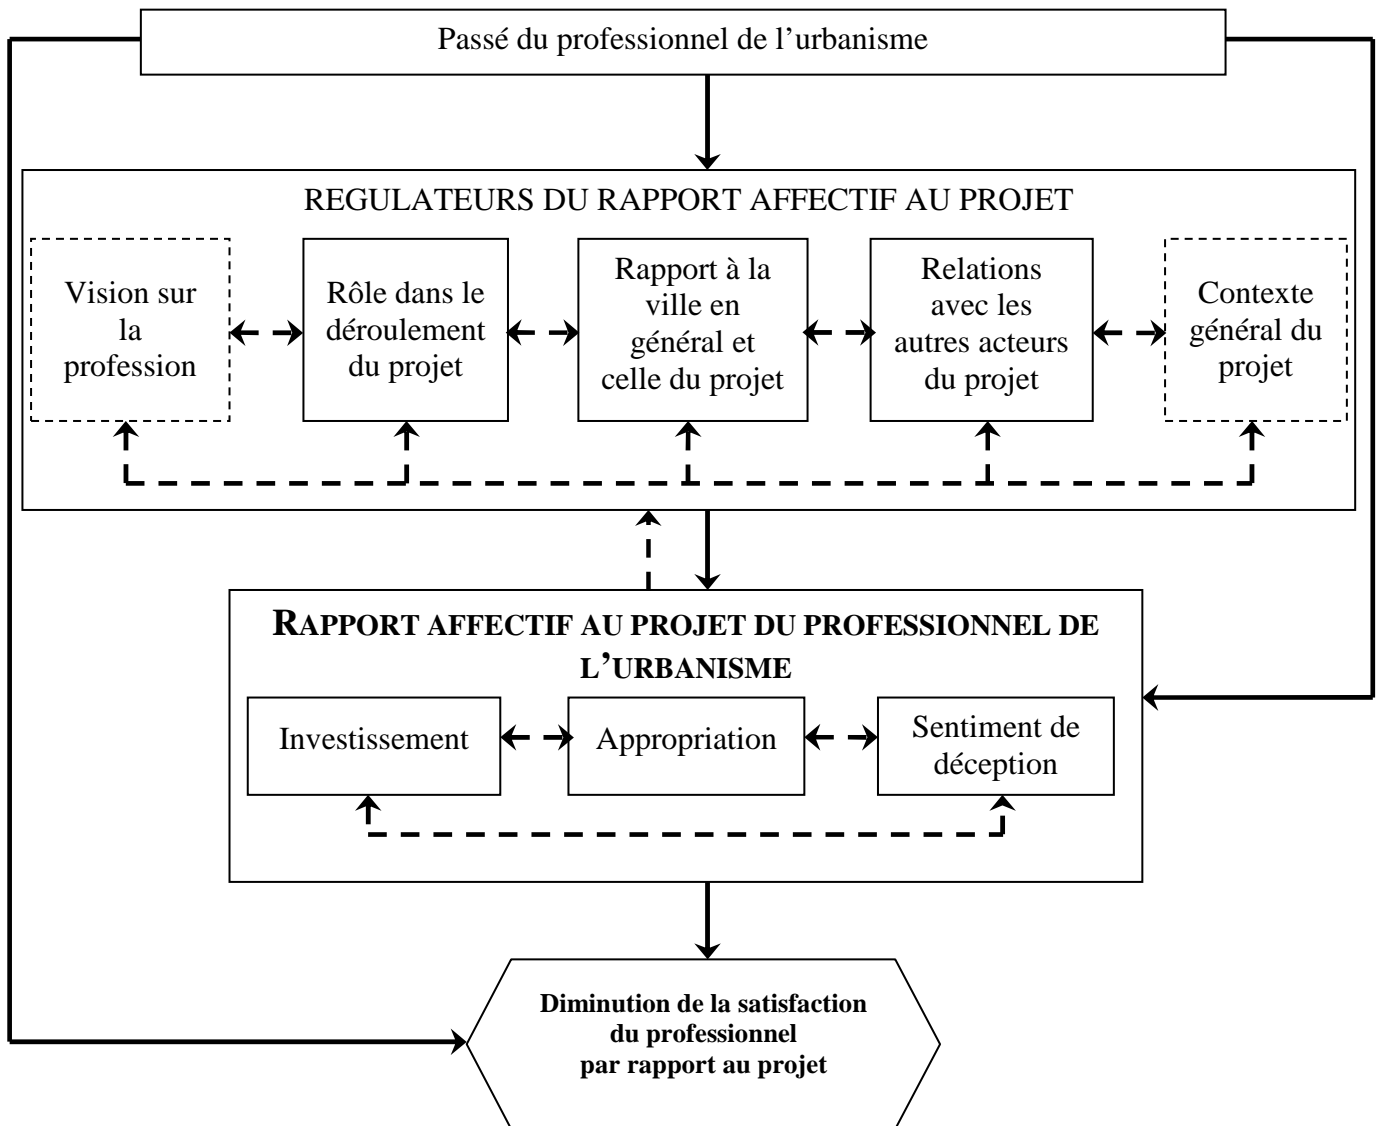 Passé du professionnel de l’urbanisme
REGULATEURS DU RAPPORT AFFECTIF AU PROJET
Vision sur
la
profession
Rôle dans le
déroulement
du projet
Rapport à la
ville en
général et
celle du projet
Relations
avec les
autres acteurs
du projet
Contexte
général du
projet
RAPPORT AFFECTIF AU PROJET DU PROFESSIONNEL DE
L’URBANISME
Investissement
Appropriation
Sentiment de
déception
Diminution de la satisfaction
du professionnel
par rapport au projet